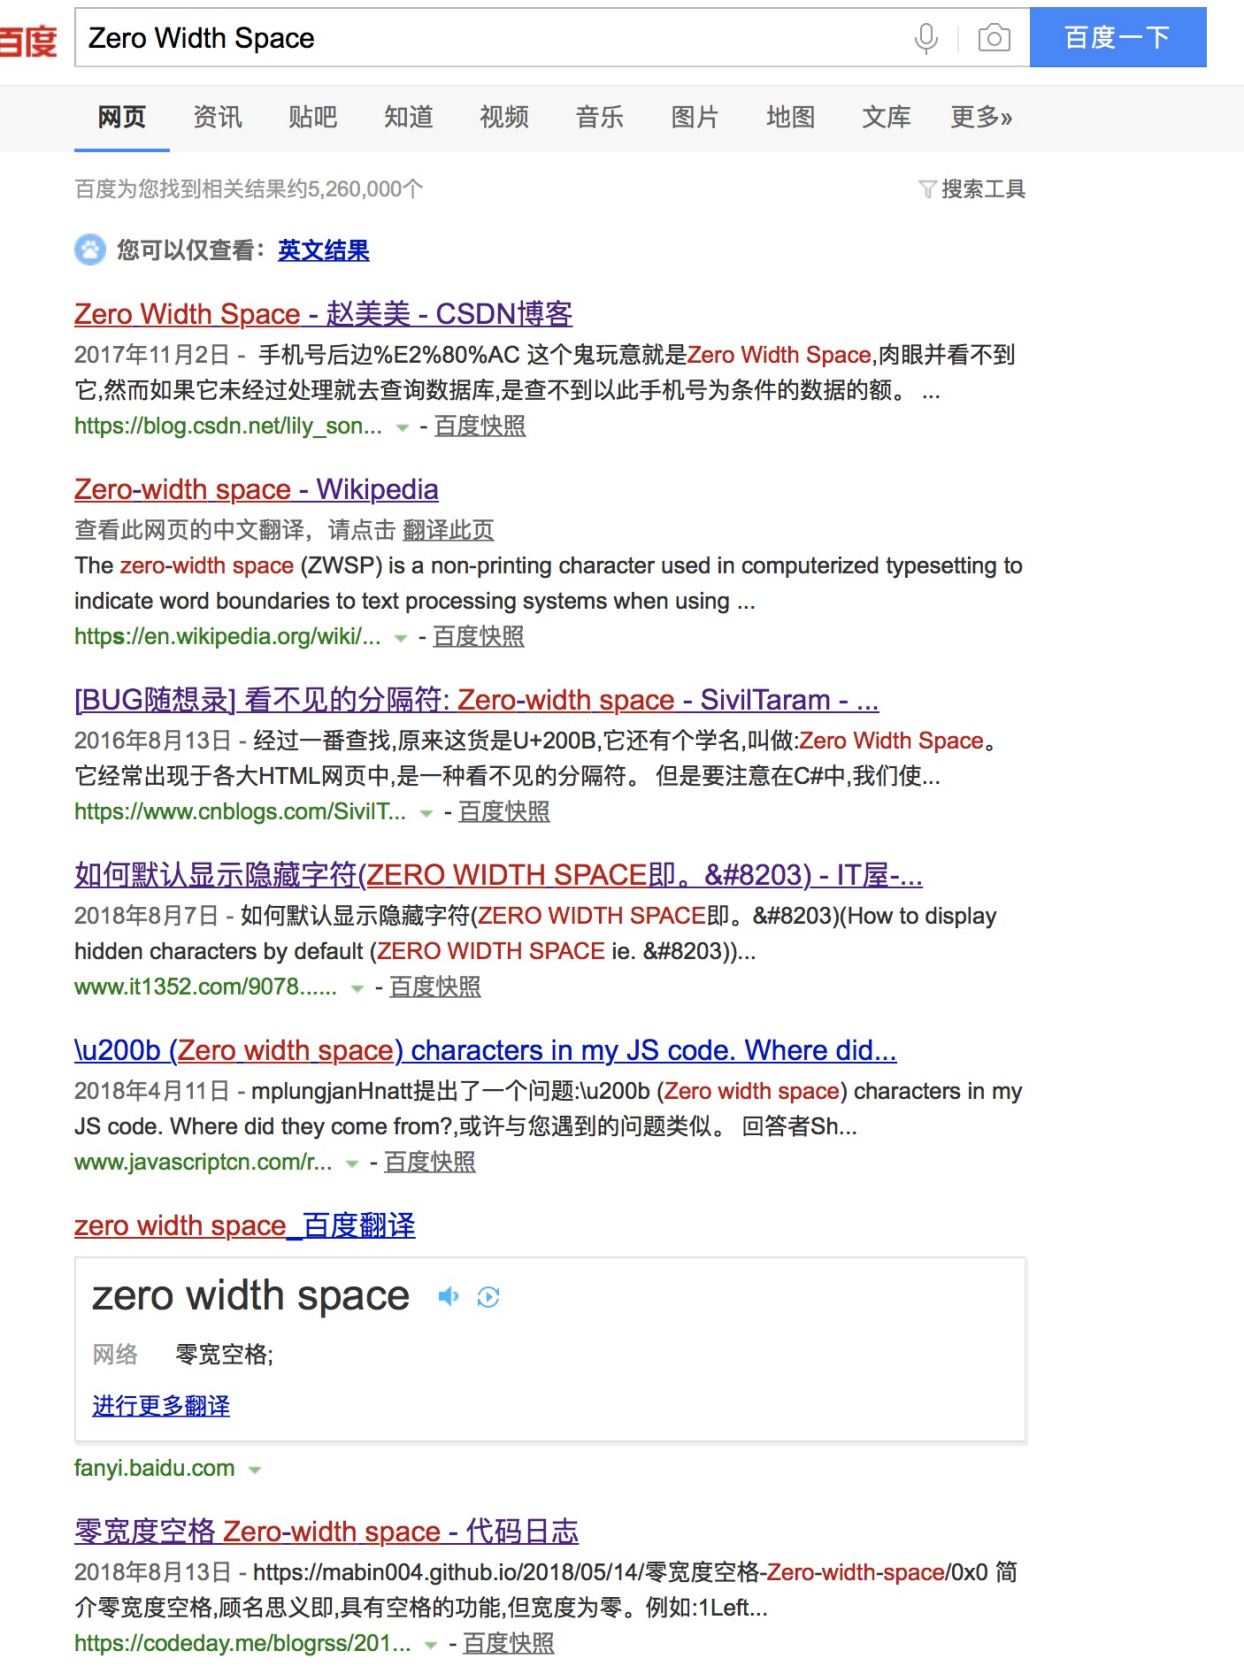 百度
Zero Width Space
百度一下
网页 资讯 贴吧 知道 视频 音乐 图片 地图 文库 更多»
百度为您找到相关结果约5,260,000个 搜索工具
您可以仅查看：英文结果
Zero Width Space - 赵美美 - CSDN博客
2017年11月2日 - 手机号后边%E2%80%AC 这个鬼玩意就是Zero Width Space,肉眼并看不到
它,然而如果它未经过处理就去查询数据库,是查不到以此手机号为条件的数据的额。 ...
https://blog.csdn.net/lily_son... - 百度快照
Zero-width space - Wikipedia
查看此网页的中文翻译，请点击 翻译此页
The zero-width space (ZWSP) is a non-printing character used in computerized typesetting to
indicate word boundaries to text processing systems when using ...
https://en.wikipedia.org/wiki/... - 百度快照
[BUG随想录] 看不见的分隔符: Zero-width space - SivilTaram - ...
2016年8月13日 - 经过一番查找,原来这货是U+200B,它还有个学名,叫做:Zero Width Space。
它经常出现于各大HTML网页中,是一种看不见的分隔符。 但是要注意在C#中,我们使...
https://www.cnblogs.com/SivilT... - 百度快照
如何默认显示隐藏字符(ZERO WIDTH SPACE即。&#8203) - IT屋-...
2018年8月7日 - 如何默认显示隐藏字符(ZERO WIDTH SPACE即。&#8203)(How to display
hidden characters by default (ZERO WIDTH SPACE ie. &#8203))...
www.it1352.com/9078...... - 百度快照
\u200b (Zero width space) characters in my JS code. Where did...
2018年4月11日 - mplungjanHnatt提出了一个问题:\u200b (Zero width space) characters in my
JS code. Where did they come from?,或许与您遇到的问题类似。 回答者Sh...
www.javascriptcn.com/r... - 百度快照
zero width space_百度翻译
zero width space
网络 零宽空格;
进行更多翻译
fanyi.baidu.com
零宽度空格 Zero-width space - 代码日志
2018年8月13日 - https://mabin004.github.io/2018/05/14/零宽度空格-Zero-width-space/0x0 简
介零宽度空格,顾名思义即,具有空格的功能,但宽度为零。例如:1Left...
https://codeday.me/blogrss/201... - 百度快照